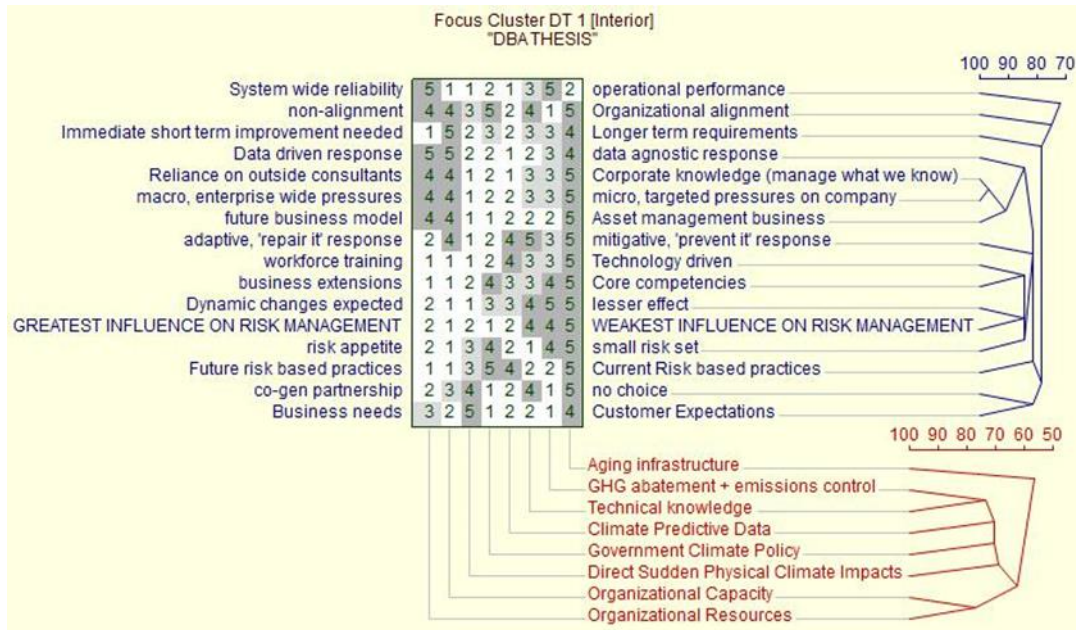 Focus Cluster DT 1 [Interior]
"DBA THESIS"
100 90 80 70
System wide reliability 5 1 1 2 1 3 5 2 operational performance
non-alignment 4 4 3 5 2 4 1 5 Organizational alignment
Immediate short term improvement needed 1 5 2 3 2 3 3 4 Longer term requirements
Data driven response 5 5 2 2 1 2 3 4 data agnostic response
Reliance on outside consultants 4 4 1 2 1 3 3 5 Corporate knowledge (manage what we know)
macro, enterprise wide pressures 4 4 1 1 2 3 3 5 micro, targeted pressures on company
future business model 4 4 1 1 2 2 2 5 Asset management business
adaptive, 'repair it' response 2 4 1 2 4 5 3 5 mitigative, 'prevent it' response
workforce training 1 1 1 2 4 3 3 5 Technology driven
business extensions 1 1 2 4 3 3 4 5 Core competencies
Dynamic changes expected 2 1 1 3 3 4 5 5 lesser effect
GREATEST INFLUENCE ON RISK MANAGEMENT 2 1 2 1 2 4 4 5 WEAKEST INFLUENCE ON RISK MANAGEMENT
risk appetite 2 1 3 4 2 1 4 5 small risk set
Future risk based practices 1 1 3 5 4 2 2 5 Current Risk based practices
co-gen partnership 2 3 4 1 2 4 1 5 no choice
Business needs 3 2 5 1 2 2 1 4 Customer Expectations
100 90 80 70 60 50
Aging infrastructure
GHG abatement + emissions control
Technical knowledge
Climate Predictive Data
Government Climate Policy
Direct Sudden Physical Climate Impacts
Organizational Capacity
Organizational Resources